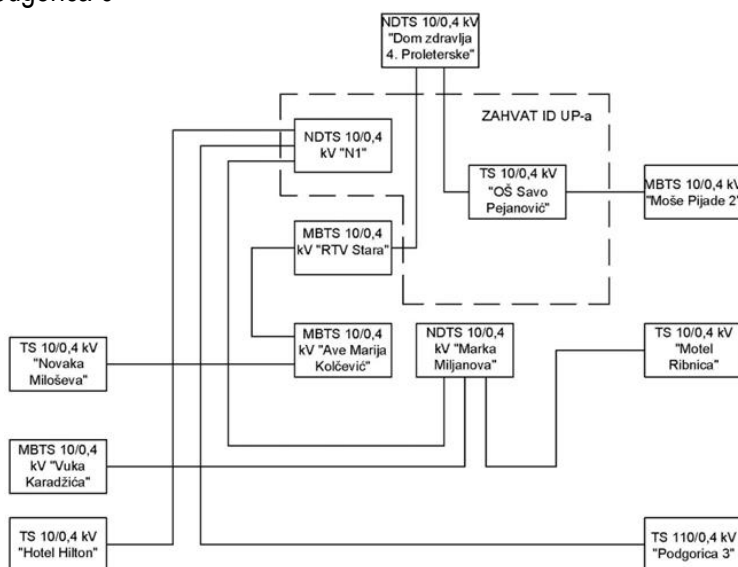 NDTS 10/0,4 kV
"Dom zdravlja
4. Proleterske"
ZAHVAT ID UP-a
NDTS 10/0,4
kV "N1"
TS 10/0,4 kV
"OŠ Savo
Pejanović"
MBTS 10/0,4 kV
"Moše Pijade 2"
MBTS 10/0,4
kV "RTV Stara"
MBTS 10/0,4
kV "Ave Marija
Kolčević"
NDTS 10/0,4
kV "Marka
Miljanova"
TS 10/0,4 kV
"Motel
Ribnica"
TS 10/0,4 kV
"Novaka
Miloševa"
MBTS 10/0,4
kV "Vuka
Karadžića"
TS 10/0,4 kV
"Hotel Hilton"
TS 110/0,4 kV
"Podgorica 3"